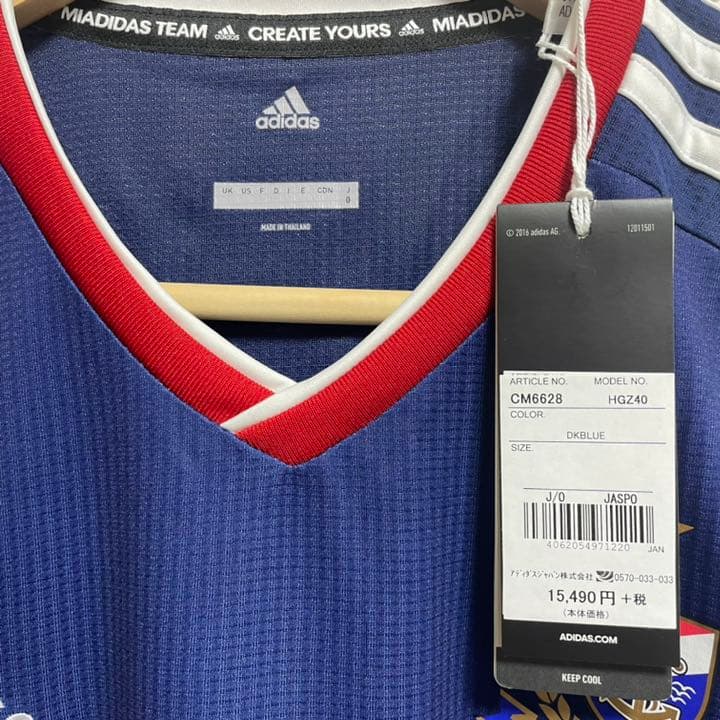 MIADIDAS TEAM adidas CREATE YOURS adidas MIADIDAS
AD
adidas
UK US F D I E CDN J
O
MADE IN THAILAND
© 2016 adidas AG. 12011501
ARTICLE NO. MODEL NO.
CM6628 HGZ40
COLOR.
DKBLUE
SIZE.
J/O JASPO
4062054971220 JAN
アディダスジャパン株式会社 0570-033-033
15,490円 +税
(本体価格)
ADIDAS.COM
KEEP COOL